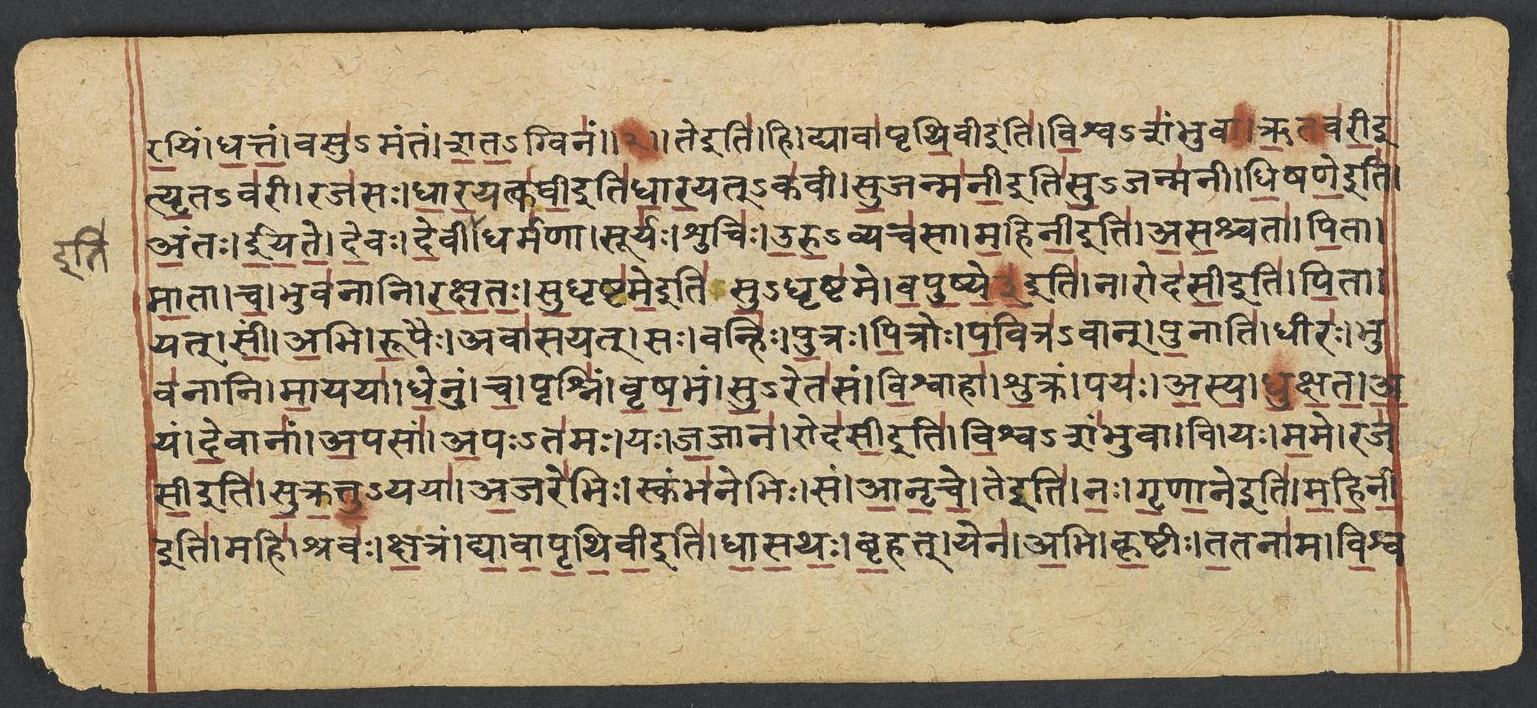 रयिं।धत्तं।वसुऽमंतं।शतऽग्विनं॥२॥तेइति।हि।द्यावापृथिवीइति।विश्वऽशंभुवा।ऋतवरीइ
त्यृतऽवरी।रजसः।धारयत्कवीइतिधारयत्ऽकवी।सुजन्मनीइतिसुऽजन्मनी।धिषणेइति।
अंतः।ईयते।देवः।देवी।धर्मणा।सूर्यः।शुचिः।उरुऽव्यचसा।महिनीइति।असश्चता।पिता।
इति
माता।च।भुवनानि।रक्षतः।सुधृष्टमेइति सुऽधृष्टमे।वपुष्ये इति।न।रोदसीइति।पिता।
यत्।सीं।अभि।रूपैः।अवासयत्।सः।वन्हिः।पुत्रः।पित्रोः।पवित्रऽवान्।पुनाति।धीरः।भु
वनानि।मायया।धेनुं।च।पृश्निं।वृषभं।सुऽरेतसं।विश्वाहा।शुक्रं।पयः।अस्य।धुक्षत।अ
यं।देवानां।अपसां।अपःऽतमः।यः।जजान।रोदसीइति।विश्वऽशंभुवा।वि।यः।ममे।रज
सीइति।सुक्रतुऽयया।अजरेभिः।स्कंभनेभिः।सं।आनृचे।तेइति।नः।गृणानेइति।महिनी
इति।महि।श्रवः।क्षत्रं।द्यावापृथिवीइति।धासथः।बृहत्।येन।अभि।कृष्टीः।ततनाम।विश्व